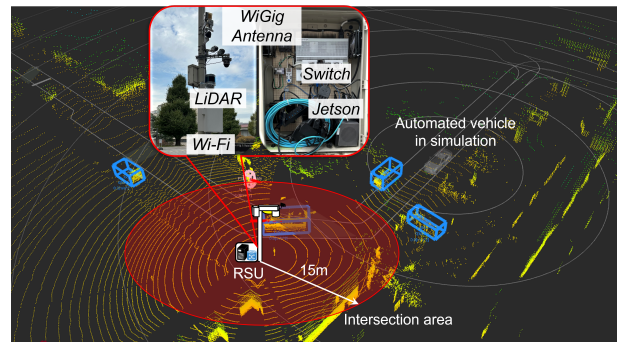 WiGig
Antenna
Switch
LiDAR
Jetson
Wi-Fi
Automated vehicle
in simulation
RSU
15m
Intersection area